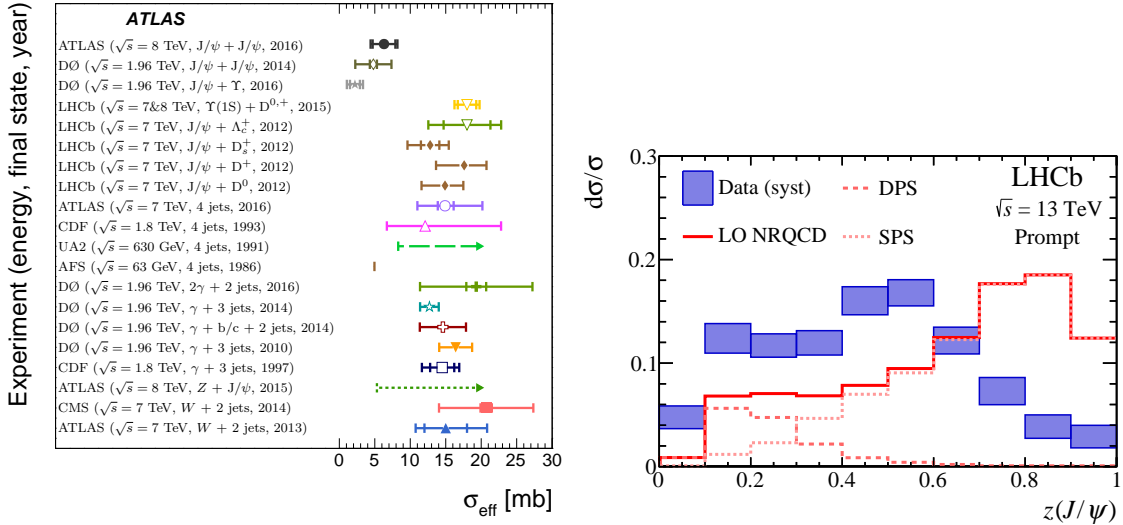 ATLAS
Experiment (energy, final state, year)
ATLAS (√s = 8 TeV, J/ψ + J/ψ, 2016)
DØ (√s = 1.96 TeV, J/ψ + J/ψ, 2014)
DØ (√s = 1.96 TeV, J/ψ + Υ, 2016)
LHCb (√s = 7&8 TeV, Υ(1S) + D⁰,⁺, 2015)
LHCb (√s = 7 TeV, J/ψ + Λc⁺, 2012)
LHCb (√s = 7 TeV, J/ψ + Ds⁺, 2012)
LHCb (√s = 7 TeV, J/ψ + D⁺, 2012)
LHCb (√s = 7 TeV, J/ψ + D⁰, 2012)
ATLAS (√s = 7 TeV, 4 jets, 2016)
CDF (√s = 1.8 TeV, 4 jets, 1993)
UA2 (√s = 630 GeV, 4 jets, 1991)
AFS (√s = 63 GeV, 4 jets, 1986)
DØ (√s = 1.96 TeV, 2γ + 2 jets, 2016)
DØ (√s = 1.96 TeV, γ + 3 jets, 2014)
DØ (√s = 1.96 TeV, γ + b/c + 2 jets, 2014)
DØ (√s = 1.96 TeV, γ + 3 jets, 2010)
CDF (√s = 1.8 TeV, γ + 3 jets, 1997)
ATLAS (√s = 8 TeV, Z + J/ψ, 2015)
CMS (√s = 7 TeV, W + 2 jets, 2014)
ATLAS (√s = 7 TeV, W + 2 jets, 2013)
0 5 10 15 20 25 30
σeff [mb]
dσ/σ
0.3
0.2
0.1
0
Data (syst)
DPS
LO NRQCD
SPS
LHCb
√s = 13 TeV
Prompt
0 0.2 0.4 0.6 0.8 1
z(J/ψ)